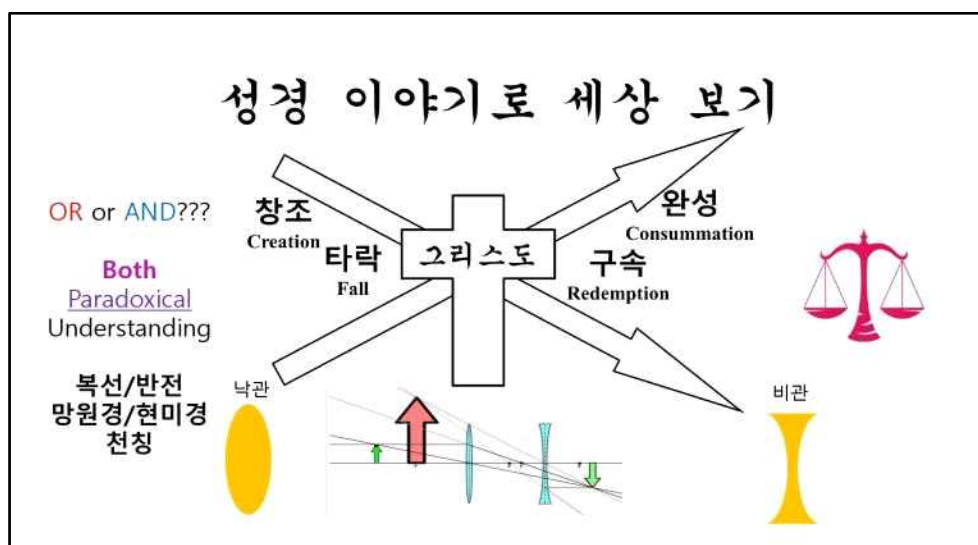 성경 이야기로 세상 보기
OR or AND???
Both
Paradoxical
Understanding
복선/반전
망원경/현미경
천칭
창조
Creation
타락
Fall
그리스도
완성
Consummation
구속
Redemption
낙관
비관